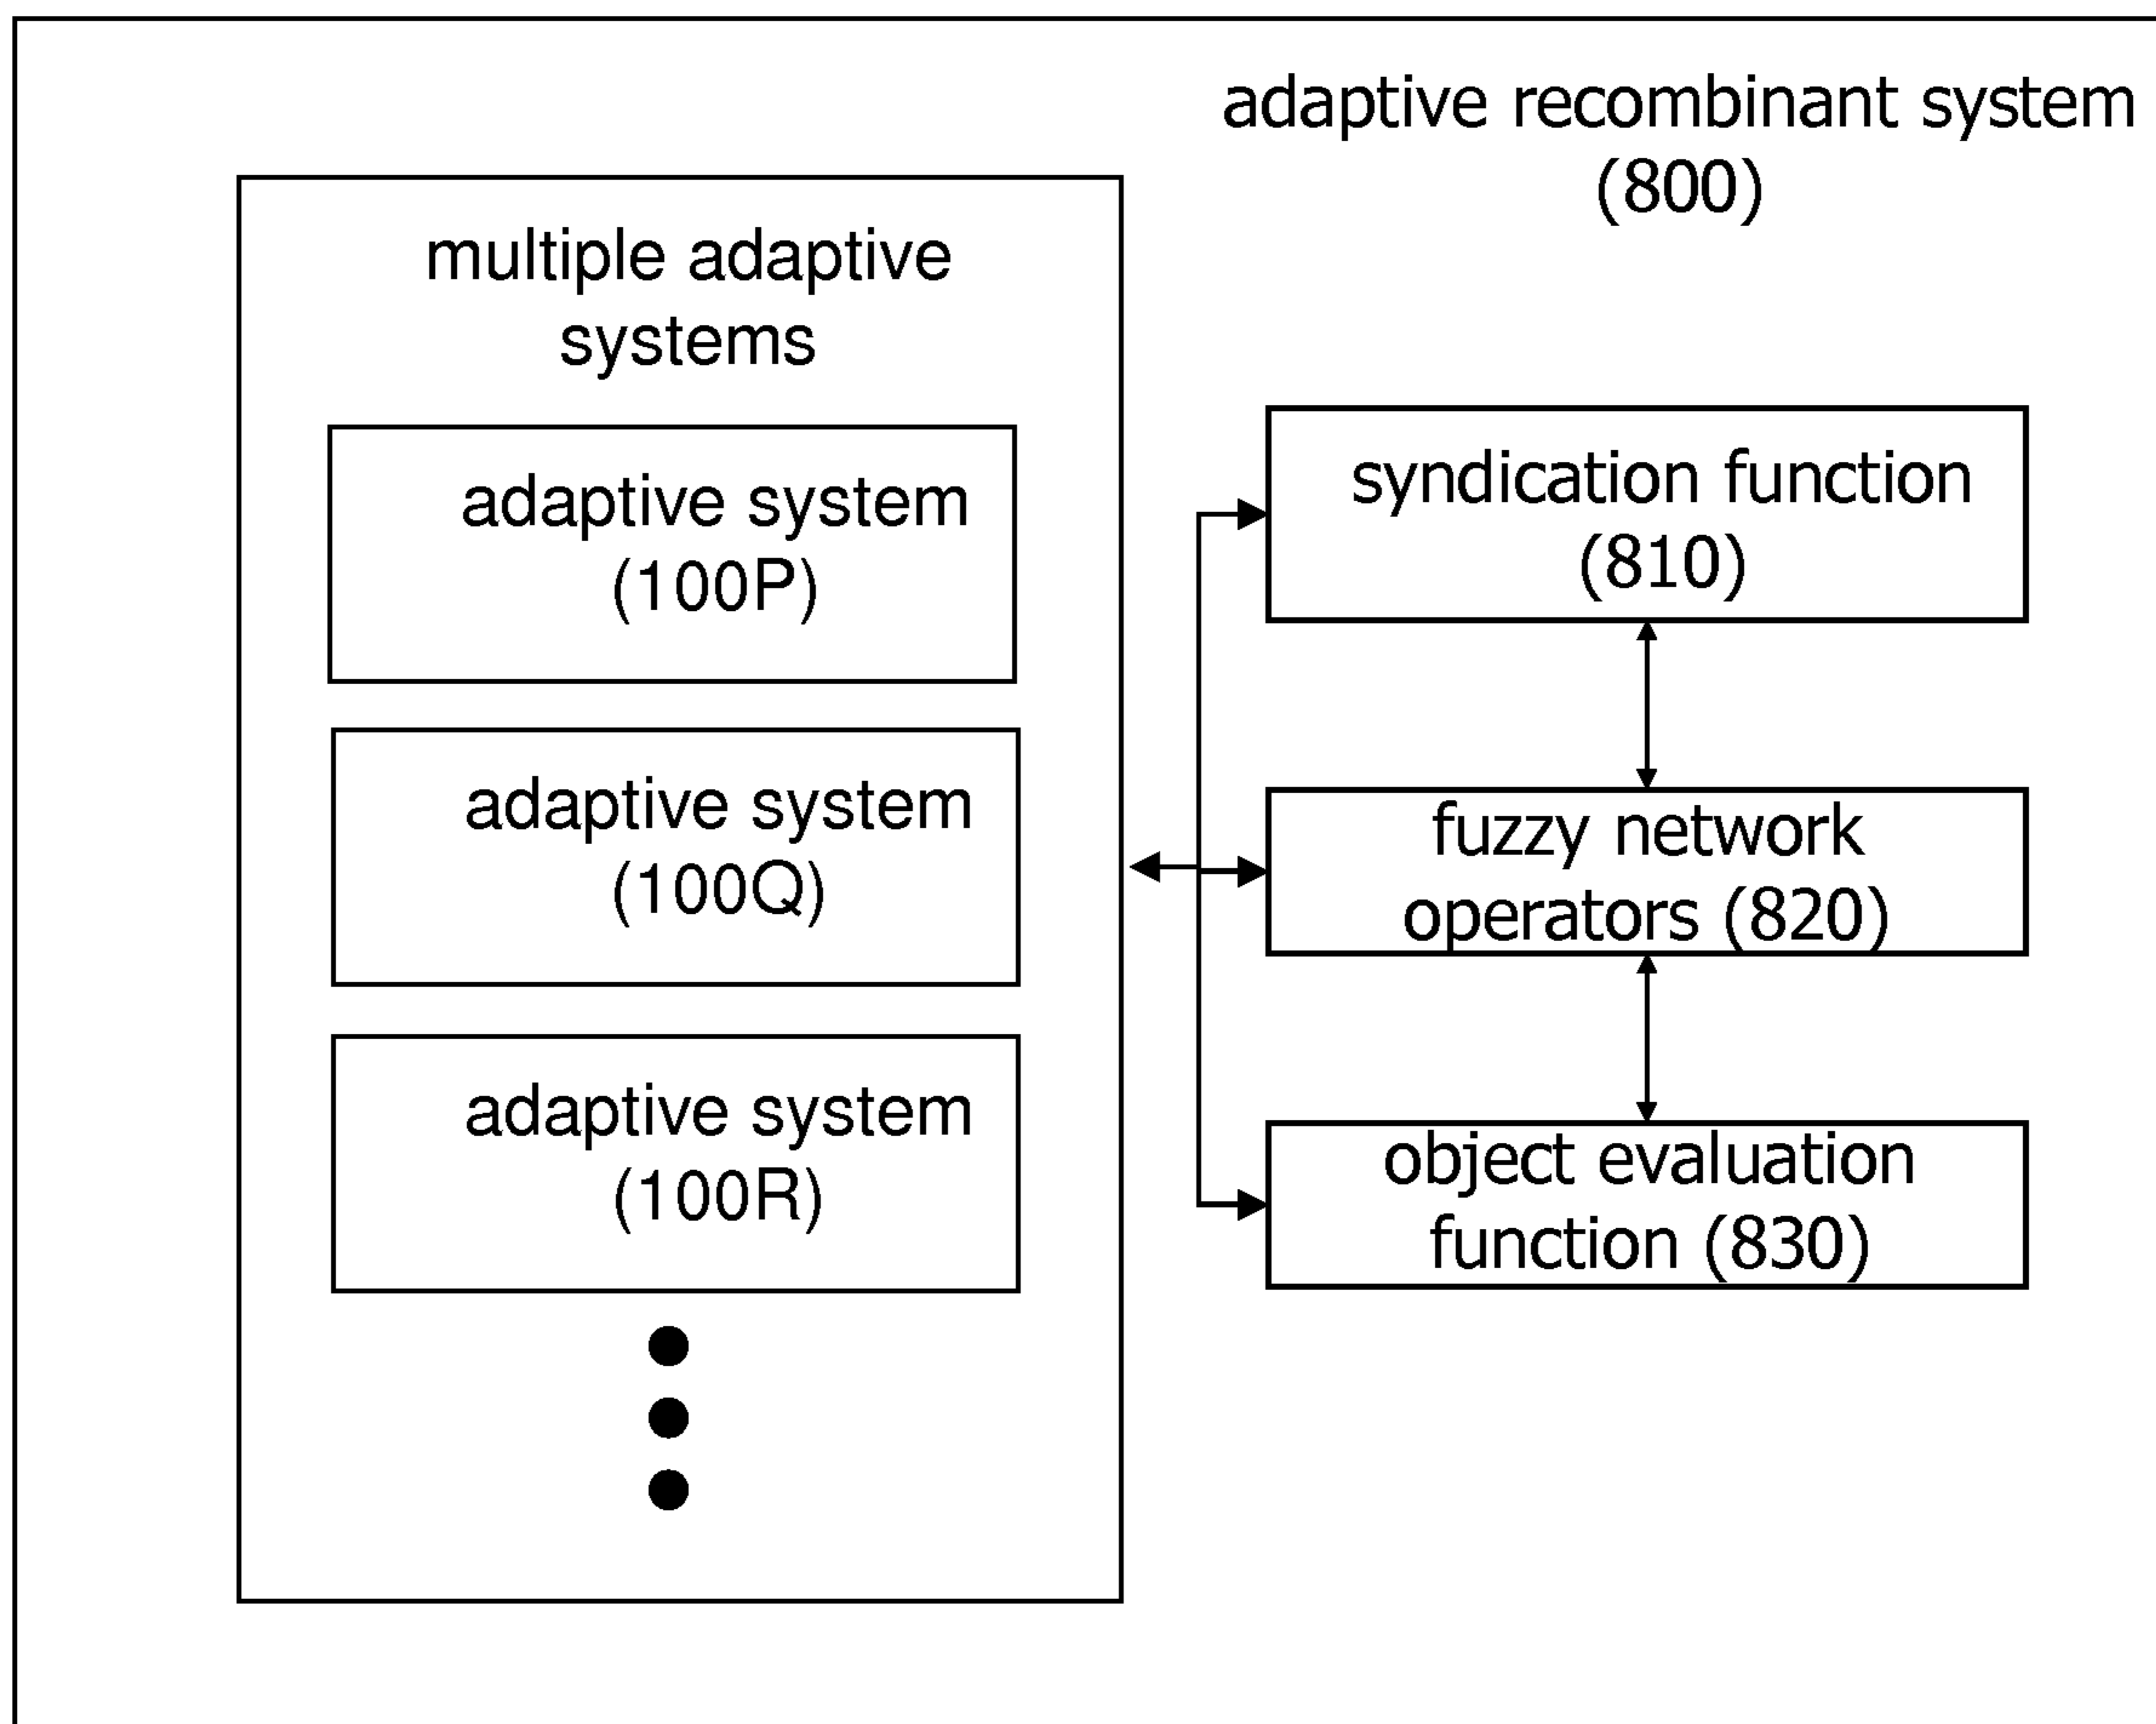 adaptive recombinant system
(800)
multiple adaptive
systems
adaptive system
(100P)
adaptive system
(100Q)
adaptive system
(100R)
syndication function
(810)
fuzzy network
operators (820)
object evaluation
function (830)